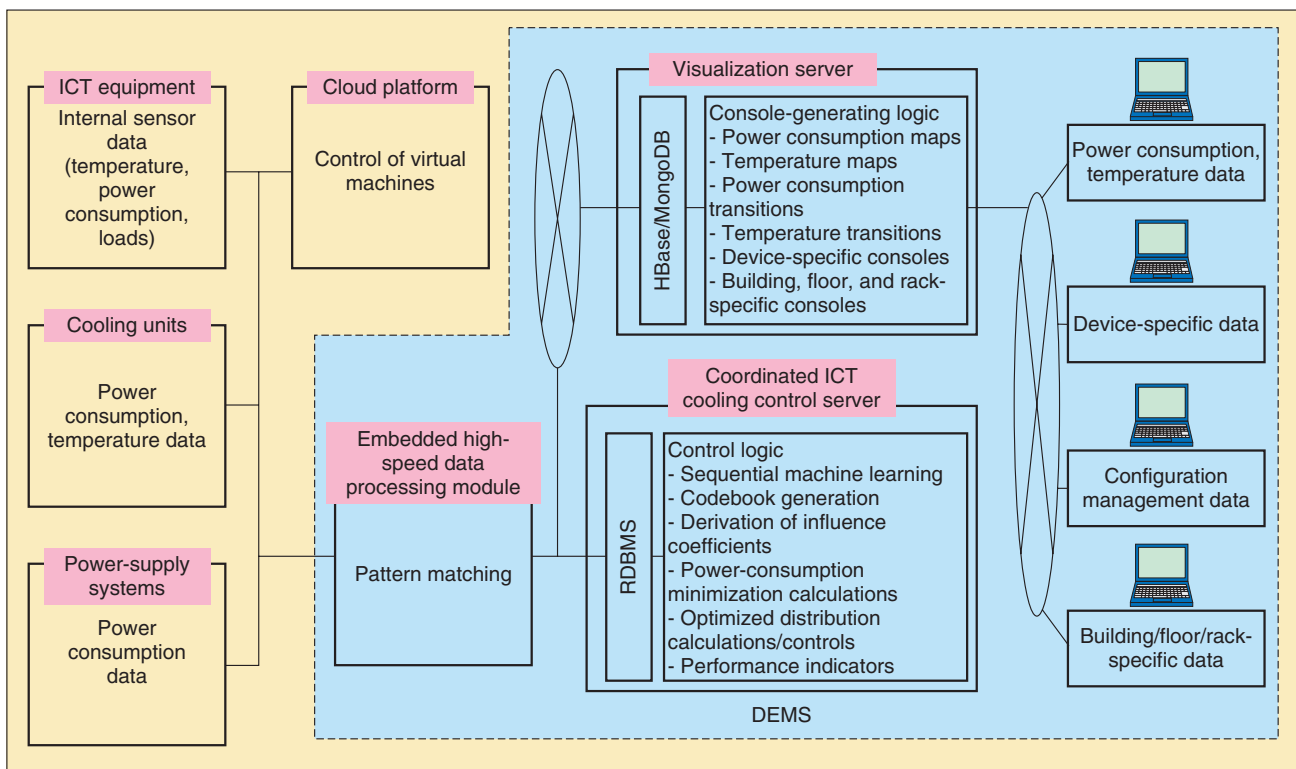 ICT equipment
Internal sensor
data
(temperature,
power
consumption,
loads)
Cloud platform
Control of virtual
machines
Cooling units
Power
consumption,
temperature data
Power-supply
systems
Power
consumption
data
Embedded high-
speed data
processing module
Pattern matching
Visualization server
HBase/MongoDB
Console-generating logic
- Power consumption maps
- Temperature maps
- Power consumption
transitions
- Temperature transitions
- Device-specific consoles
- Building, floor, and rack-
specific consoles
Coordinated ICT
cooling control server
RDBMS
Control logic
- Sequential machine learning
- Codebook generation
- Derivation of influence
coefficients
- Power-consumption
minimization calculations
- Optimized distribution
calculations/controls
- Performance indicators
DEMS
Power consumption,
temperature data
Device-specific data
Configuration
management data
Building/floor/rack-
specific data